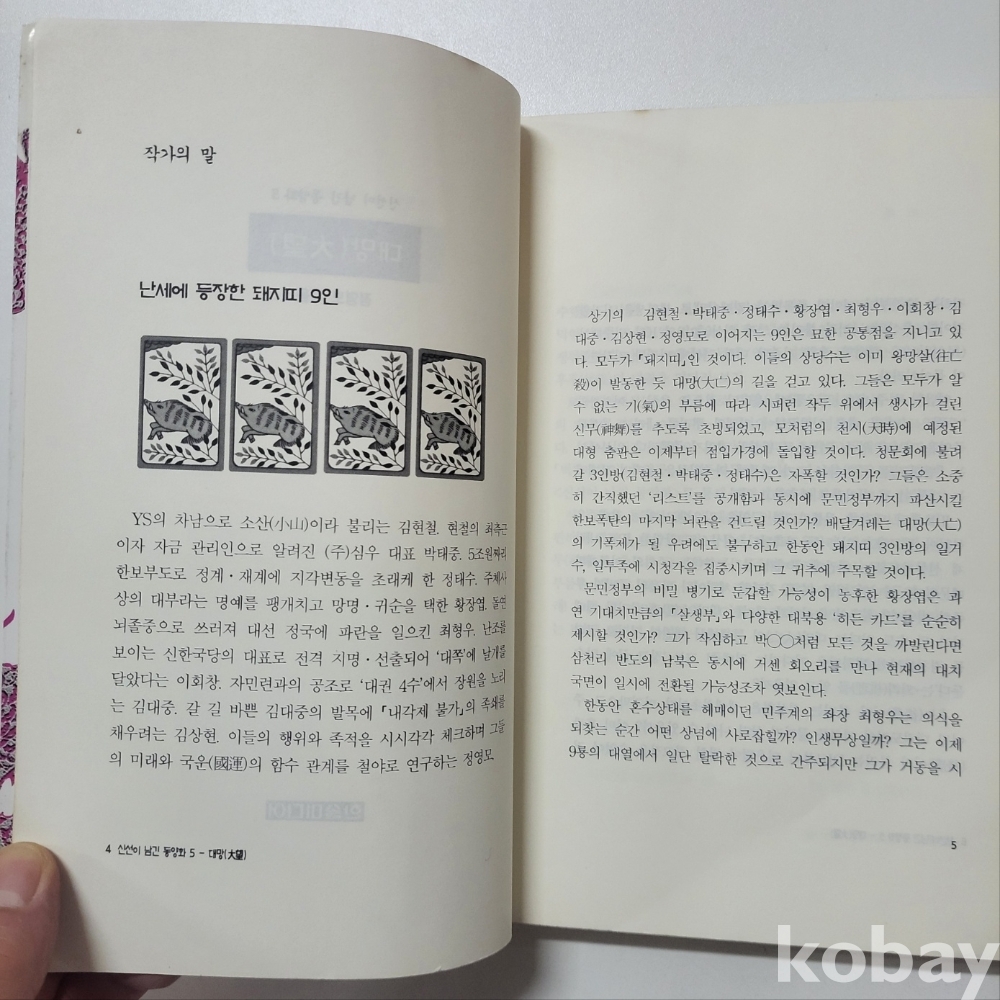 작가의 말
난세에 등장한 돼지띠 9인
YS의 차남으로 소산(小山)이라 불리는 김현철. 현철의 최측근
이자 자금 관리인으로 알려진 (주)심우 대표 박태중. 5조원짜리
한보부도로 정계·재계에 지각변동을 초래케 한 정태수. 주체사
상의 대부라는 명예를 팽개치고 망명·귀순을 택한 황장엽. 돌연
뇌졸중으로 쓰러져 대선 정국에 파란을 일으킨 최형우. 난조를
보이는 신한국당의 대표로 전격 지명·선출되어 '대쪽'에 날개를
달았다는 이회창. 자민련과의 공조로 '대권 4수'에서 장원을 노리
는 김대중. 갈 길 바쁜 김대중의 발목에 「내각제 불가」의 족쇄를
채우려는 김상현. 이들의 행위와 족적을 시시각각 체크하며 그들
의 미래와 국운(國運)의 함수 관계를 철야로 연구하는 정영모.
4 신선이 남긴 동양화 5 - 대망(大望)
상기의 김현철·박태중·정태수·황장엽·최형우·이회창·김
대중·김상현·정영모로 이어지는 9인은 묘한 공통점을 지니고 있
다. 모두가 「돼지띠」인 것이다. 이들의 상당수는 이미 왕망살(往亡
殺)이 발동한 듯 대망(大亡)의 길을 걷고 있다. 그들은 모두가 알
수 없는 기(氣)의 부름에 따라 시퍼런 작두 위에서 생사가 걸린
신무(神舞)를 추도록 초빙되었고, 모처럼의 천시(天時)에 예정된
대형 춤판은 이제부터 점입가경에 돌입할 것이다. 청문회에 불려
갈 3인방(김현철·박태중·정태수)은 자폭할 것인가? 그들은 소중
히 간직했던 '리스트'를 공개함과 동시에 문민정부까지 파산시킬
한보폭탄의 마지막 뇌관을 건드릴 것인가? 배달겨레는 대망(大亡)
의 기폭제가 될 우려에도 불구하고 한동안 돼지띠 3인방의 일거
수, 일투족에 시청각을 집중시키며 그 귀추에 주목할 것이다.
문민정부의 비밀 병기로 둔갑할 가능성이 농후한 황장엽은 과
연 기대치만큼의 「살생부」와 다양한 대북용 '히든 카드'를 순순히
제시할 것인가? 그가 작심하고 박○○처럼 모든 것을 까발린다면
삼천리 반도의 남북은 동시에 거센 회오리를 만나 현재의 대치
국면이 일시에 전환될 가능성조차 엿보인다.
한동안 혼수상태를 헤매이던 민주계의 좌장 최형우는 의식을
되찾는 순간 어떤 상념에 사로잡힐까? 인생무상일까? 그는 이제
9룡의 대열에서 일단 탈락한 것으로 간주되지만 그가 거동을 시
5
kobay